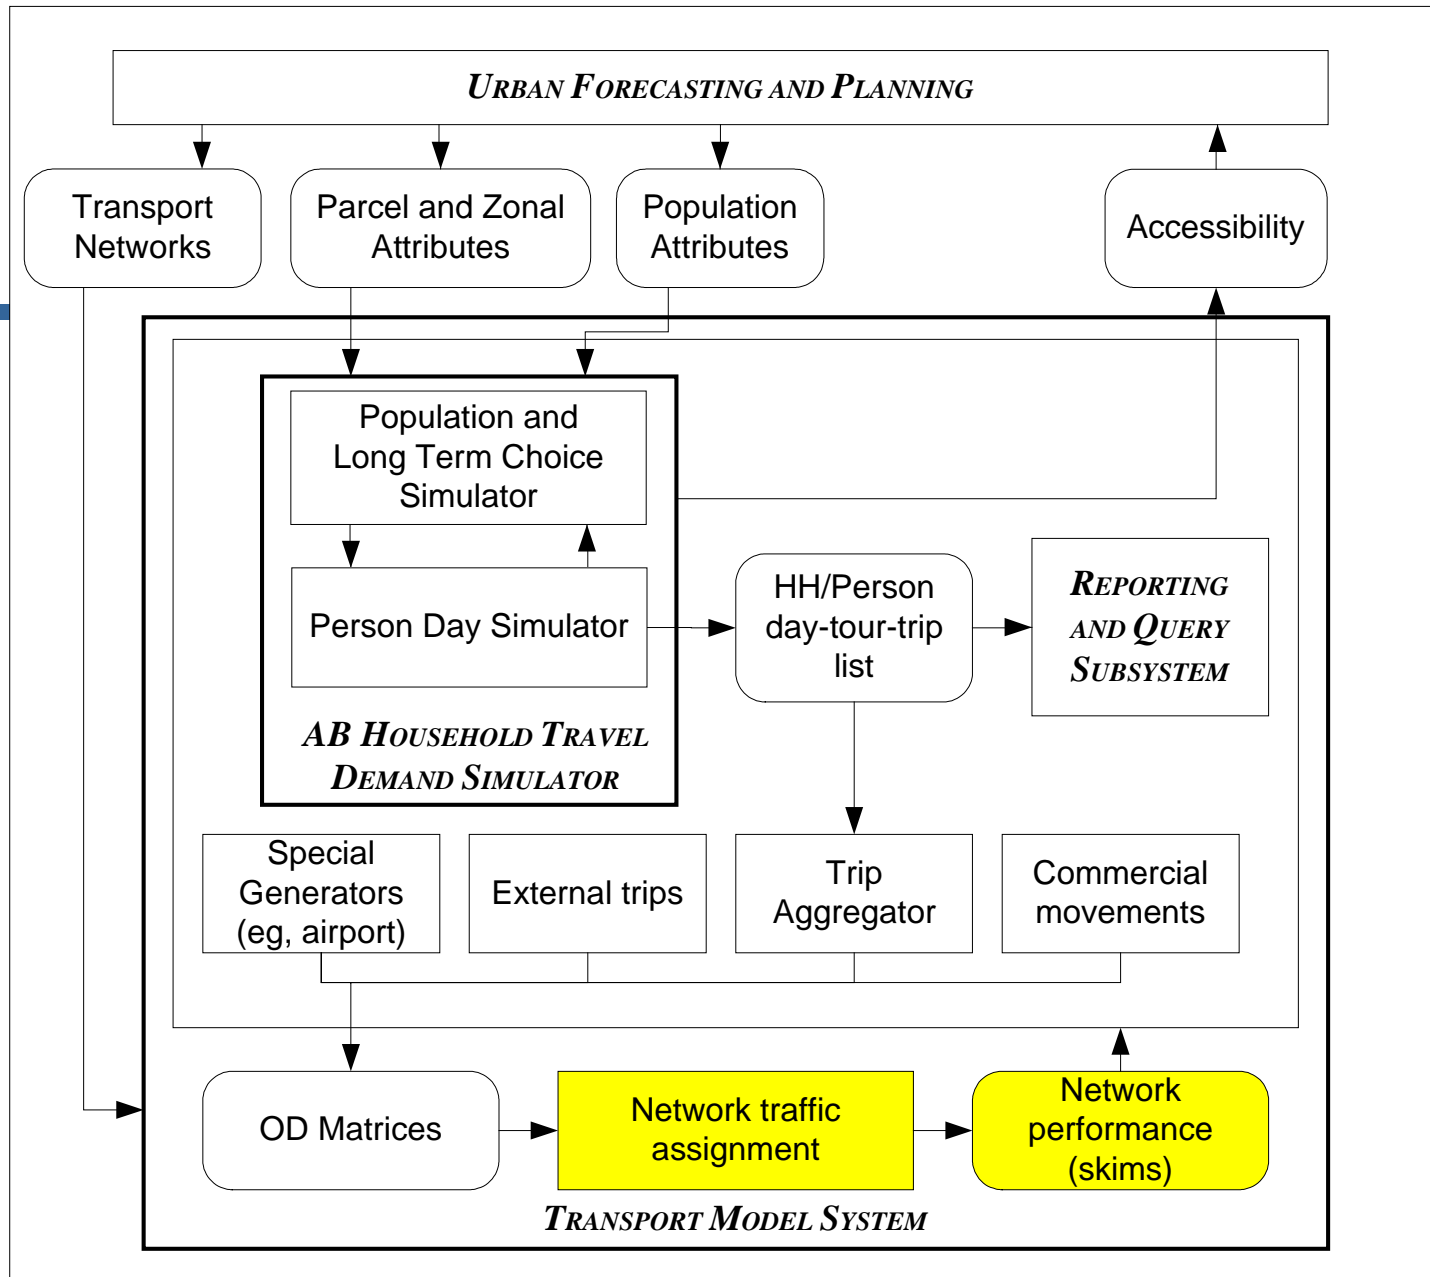 URBAN FORECASTING AND PLANNING
Transport
Networks
Parcel and Zonal
Attributes
Population
Attributes
Accessibility
Population and
Long Term Choice
Simulator
Person Day Simulator
AB HOUSEHOLD TRAVEL
DEMAND SIMULATOR
HH/Person
day-tour-trip
list
REPORTING
AND QUERY
SUBSYSTEM
Special
Generators
(eg, airport)
External trips
Trip
Aggregator
Commercial
movements
OD Matrices
Network traffic
assignment
Network
performance
(skims)
TRANSPORT MODEL SYSTEM